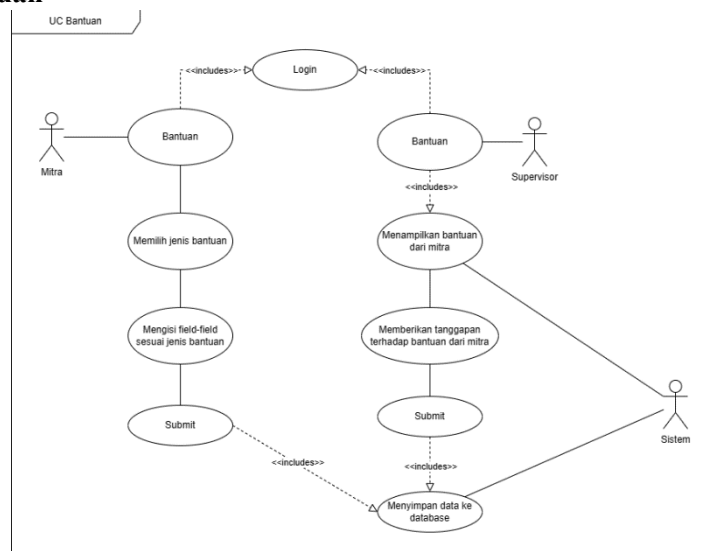 UC Bantuan
Login
<<includes>>
<<includes>>
Bantuan
Bantuan
Mitra
Supervisor
<<includes>>
Memilih jenis bantuan
Menampilkan bantuan
dari mitra
Mengisi field-field
sesuai jenis bantuan
Memberikan tanggapan
terhadap bantuan dari mitra
Submit
Submit
Sistem
<<includes>>
<<includes>>
Menyimpan data ke
database